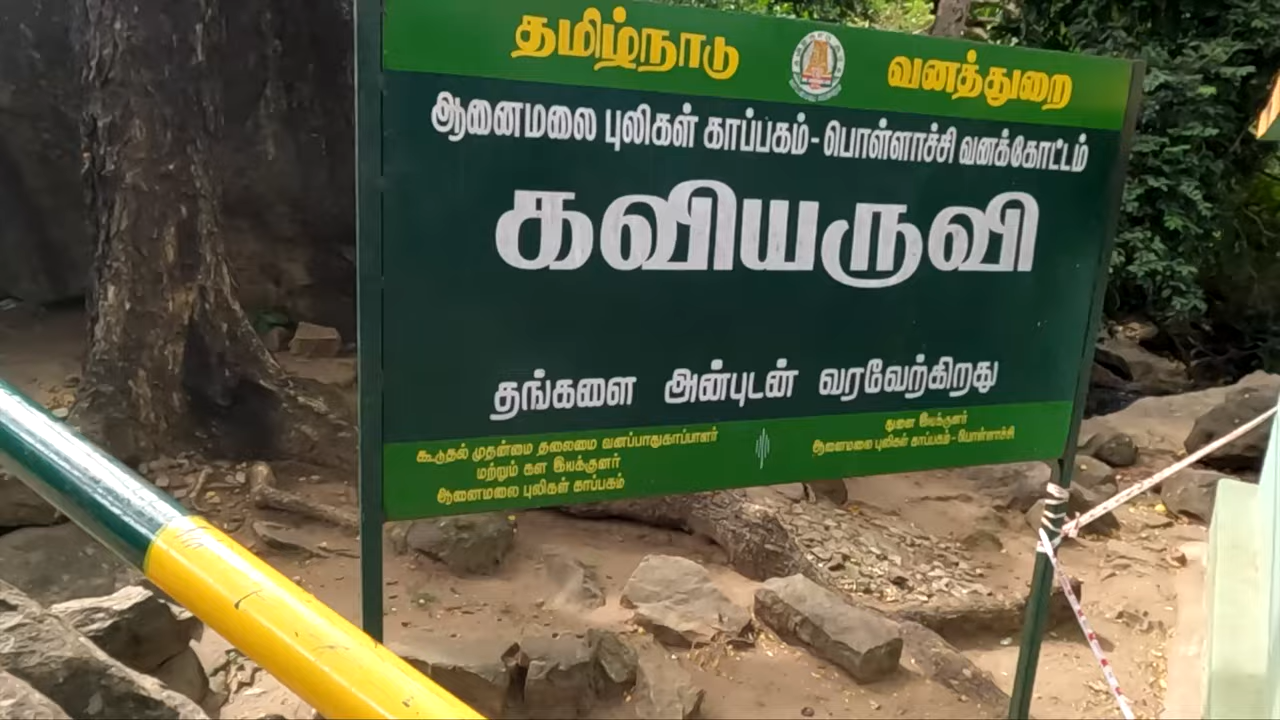 தமிழ்நாடு வனத்துறை
ஆனைமலை புலிகள் காப்பகம் - பொள்ளாச்சி வனக்கோட்டம்
கவியருவி
தங்களை அன்புடன் வரவேற்கிறது
கூடுதல் முதன்மை தலைமை வனப்பாதுகாப்பாளர்
மற்றும் கள இயக்குனர்
ஆனைமலை புலிகள் காப்பகம்
துணை இயக்குனர்
ஆனைமலை புலிகள் காப்பகம் - பொள்ளாச்சி